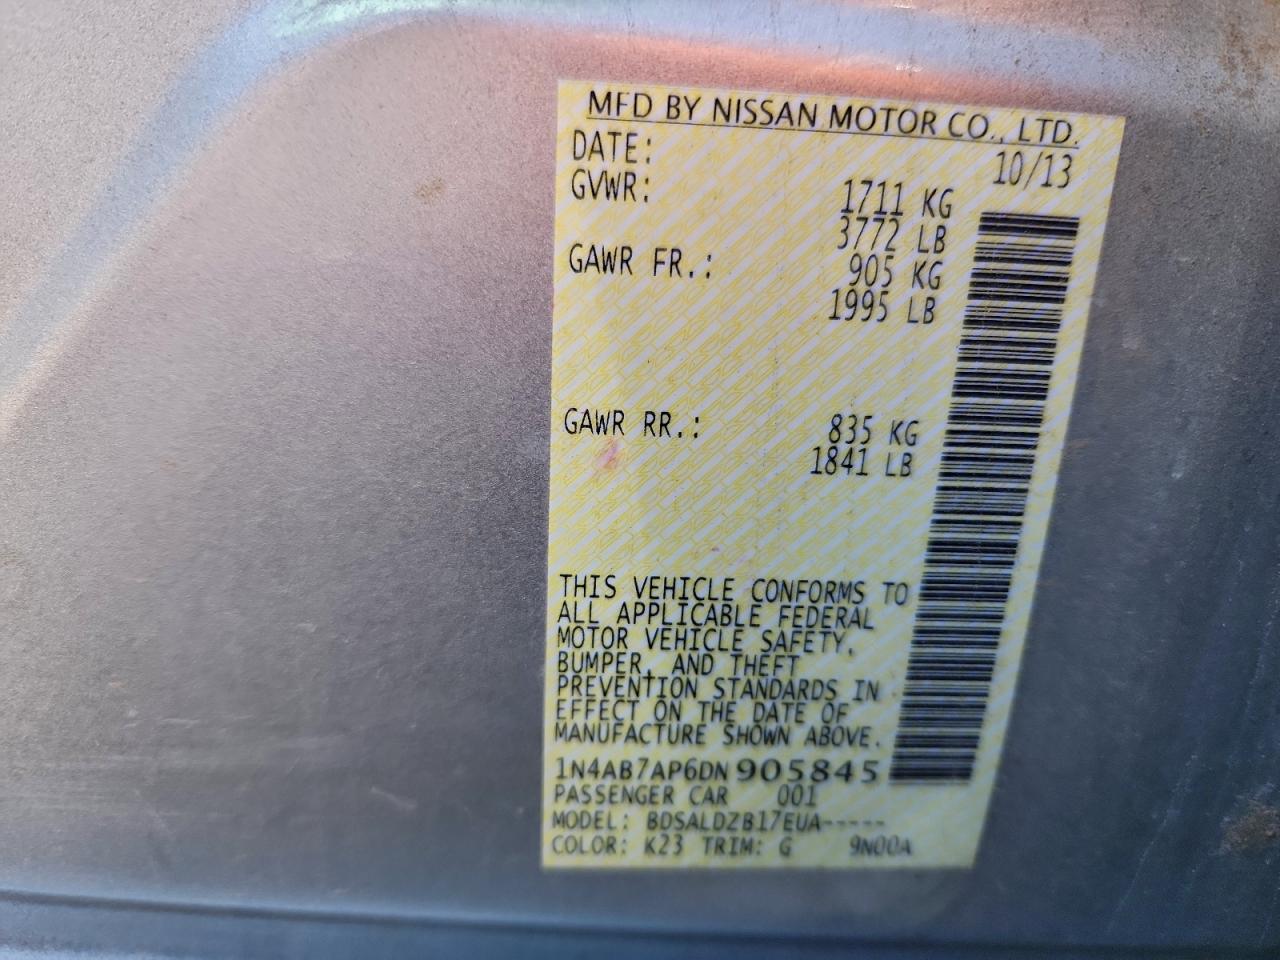 MFD BY NISSAN MOTOR CO., LTD.
DATE: 10/13
GVWR: 1711 KG
3772 LB
GAWR FR.: 905 KG
1995 LB
GAWR RR.: 835 KG
1841 LB
THIS VEHICLE CONFORMS TO
ALL APPLICABLE FEDERAL
MOTOR VEHICLE SAFETY,
BUMPER, AND THEFT
PREVENTION STANDARDS IN
EFFECT ON THE DATE OF
MANUFACTURE SHOWN ABOVE.
1N4AB7AP6DN905845
PASSENGER CAR 001
MODEL: BDSALDZB17EUA-----
COLOR: K23 TRIM: G 9N00A